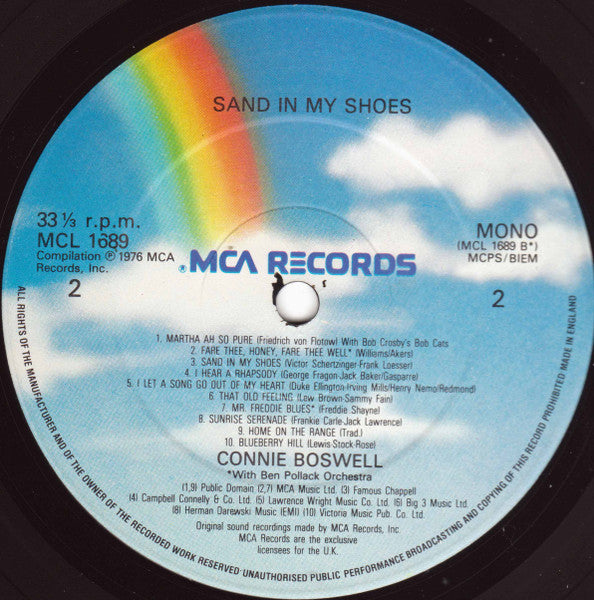 SAND IN MY SHOES
33⅓ r.p.m.
MCL 1689
Compilation ℗ 1976 MCA
Records, Inc.
2
MONO
(MCL 1689 B*)
MCPS/BIEM
2
®MCA RECORDS
1. MARTHA AH SO PURE (Friedrich von Flotow) With Bob Crosby's Bob Cats
2. FARE THEE, HONEY, FARE THEE WELL* (Williams/Akers)
3. SAND IN MY SHOES (Victor Schertzinger-Frank Loesser)
4. I HEAR A RHAPSODY (George Fragon-Jack Baker/Gasparre)
5. I LET A SONG GO OUT OF MY HEART (Duke Ellington-Irving Mills/Henry Nemo/Redmond)
6. THAT OLD FEELING (Lew Brown-Sammy Fain)
7. MR. FREDDIE BLUES* (Freddie Shayne)
8. SUNRISE SERENADE (Frankie Carle-Jack Lawrence)
9. HOME ON THE RANGE (Trad.)
10. BLUEBERRY HILL (Lewis-Stock-Rose)
CONNIE BOSWELL
*With Ben Pollack Orchestra
(1,9) Public Domain (2,7) MCA Music Ltd. (3) Famous Chappell
(4) Campbell Connelly & Co. Ltd. (5) Lawrence Wright Music Co. Ltd. (6) Big 3 Music Ltd.
(8) Herman Darewski Music (EMI) (10) Victoria Music Pub. Co. Ltd.
Original sound recordings made by MCA Records, Inc.
MCA Records are the exclusive
licensees for the U.K.
ALL RIGHTS OF THE MANUFACTURER AND OF THE OWNER OF THE RECORDED WORK RESERVED·UNAUTHORISED PUBLIC PERFORMANCE BROADCASTING AND COPYING OF THIS RECORD PROHIBITED MADE IN ENGLAND